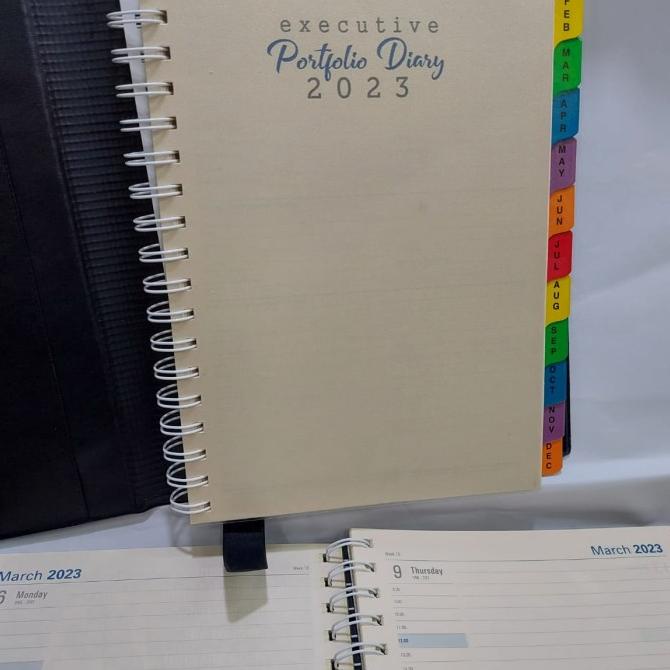 executive
Portfolio Diary
2023
FEB
MAR
APR
MAY
JUN
JUL
AUG
SEP
OCT
NOV
DEC
March 2023
6 Monday
March 2023
9 Thursday